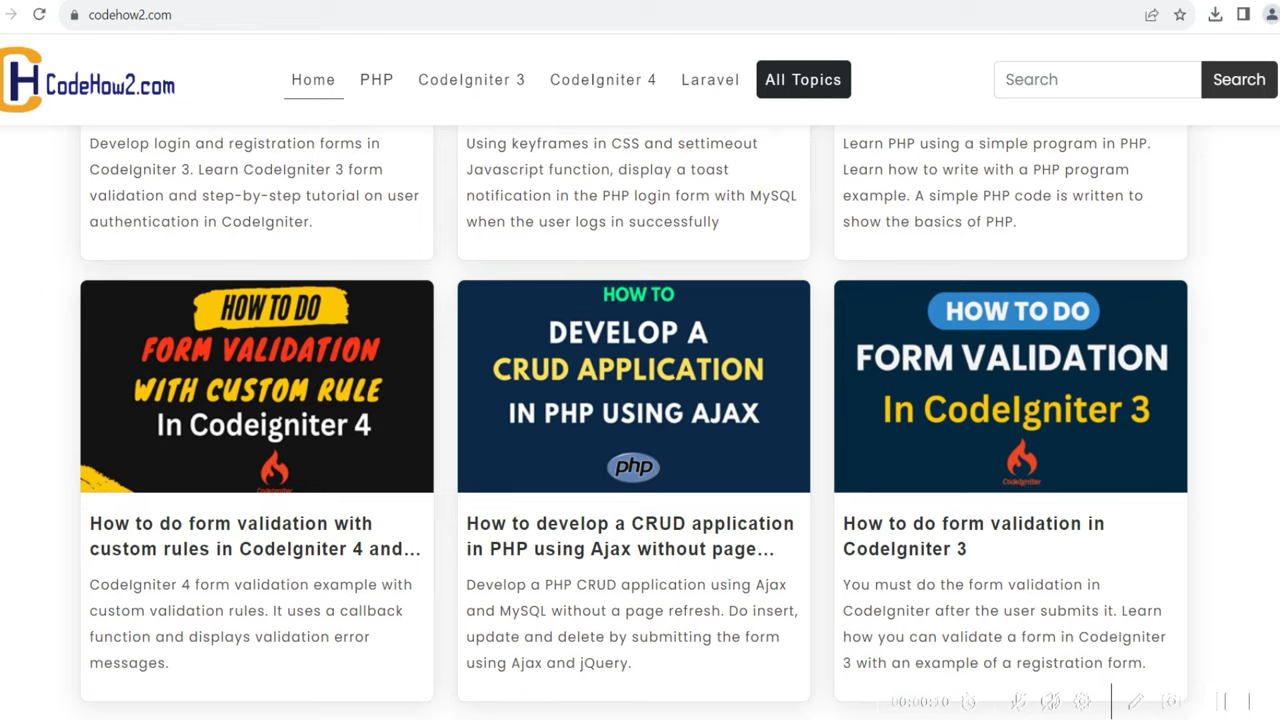 codehow2.com
CH CodeHow2.com
Home PHP CodeIgniter 3 CodeIgniter 4 Laravel All Topics Search Search
Develop login and registration forms in
CodeIgniter 3. Learn CodeIgniter 3 form
validation and step-by-step tutorial on user
authentication in CodeIgniter.
Using keyframes in CSS and settimeout
Javascript function, display a toast
notification in the PHP login form with MySQL
when the user logs in successfully
Learn PHP using a simple program in PHP.
Learn how to write with a PHP program
example. A simple PHP code is written to
show the basics of PHP.
HOW TO DO
FORM VALIDATION
WITH CUSTOM RULE
In Codeigniter 4
CodeIgniter
How to do form validation with
custom rules in CodeIgniter 4 and...
CodeIgniter 4 form validation example with
custom validation rules. It uses a callback
function and displays validation error
messages.
HOW TO
DEVELOP A
CRUD APPLICATION
IN PHP USING AJAX
php
How to develop a CRUD application
in PHP using Ajax without page...
Develop a PHP CRUD application using Ajax
and MySQL without a page refresh. Do insert,
update and delete by submitting the form
using Ajax and jQuery.
HOW TO DO
FORM VALIDATION
In CodeIgniter 3
CodeIgniter
How to do form validation in
CodeIgniter 3
You must do the form validation in
CodeIgniter after the user submits it. Learn
how you can validate a form in CodeIgniter
3 with an example of a registration form.
00:00:10